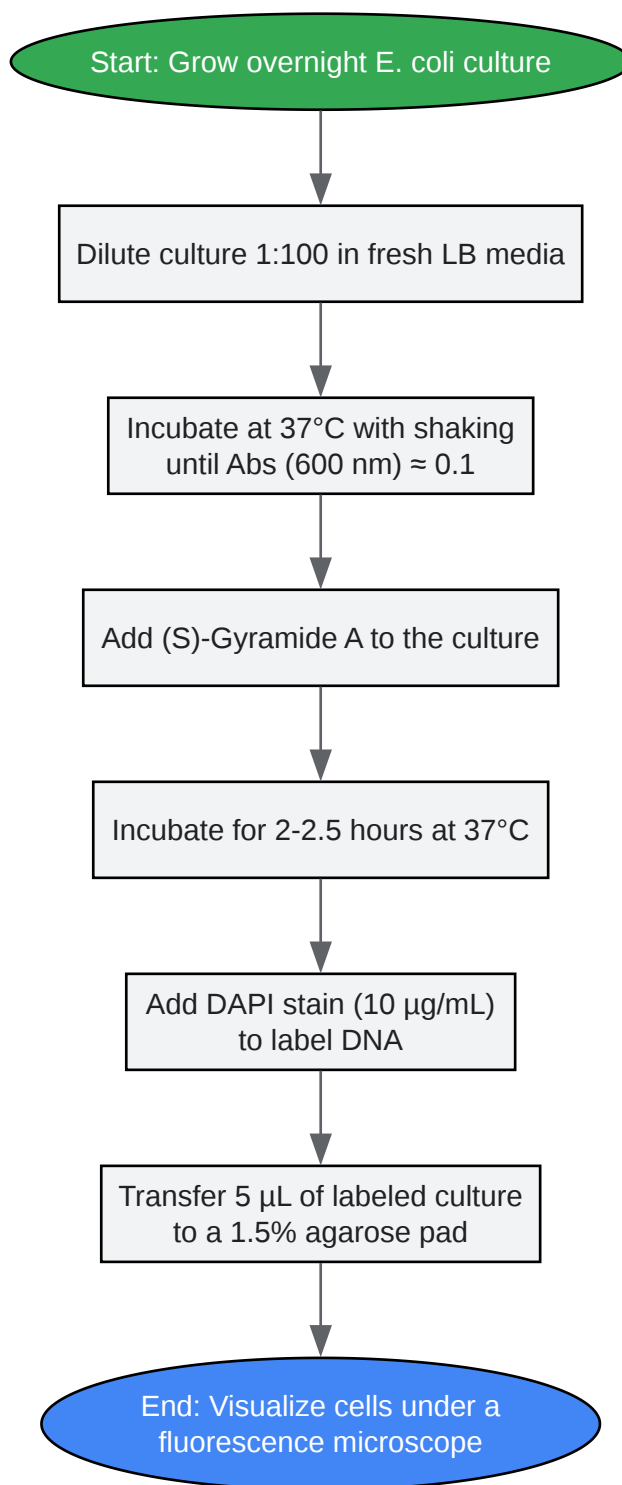 Start: Grow overnight E. coli culture
Dilute culture 1:100 in fresh LB media
Incubate at 37°C with shaking
until Abs (600 nm) ≈ 0.1
Add (S)-Gyramide A to the culture
Incubate for 2-2.5 hours at 37°C
Add DAPI stain (10 µg/mL)
to label DNA
Transfer 5 µL of labeled culture
to a 1.5% agarose pad
End: Visualize cells under a
fluorescence microscope